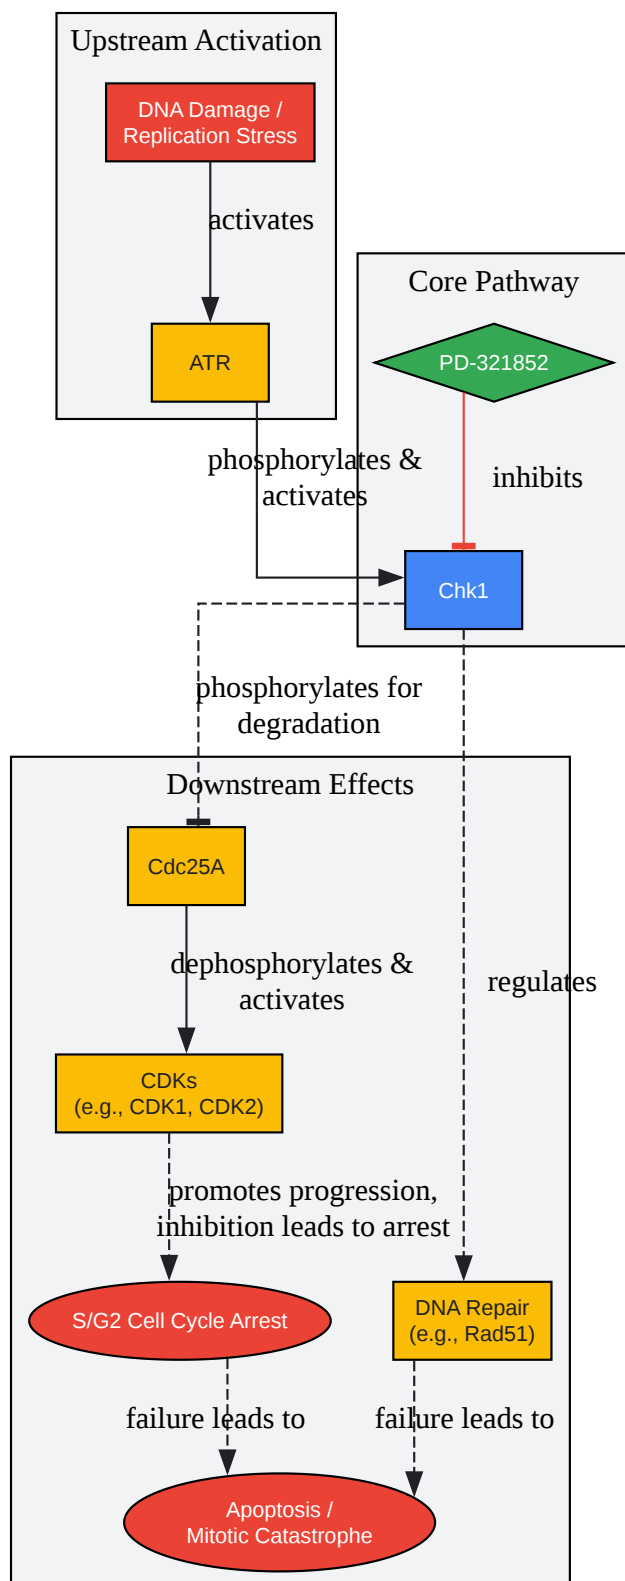 Upstream Activation
DNA Damage /
Replication Stress
activates
ATR
Core Pathway
PD-321852
phosphorylates &
activates
inhibits
Chk1
phosphorylates for
degradation
Downstream Effects
Cdc25A
dephosphorylates &
activates
regulates
CDKs
(e.g., CDK1, CDK2)
promotes progression,
inhibition leads to arrest
S/G2 Cell Cycle Arrest
DNA Repair
(e.g., Rad51)
failure leads to
failure leads to
Apoptosis /
Mitotic Catastrophe